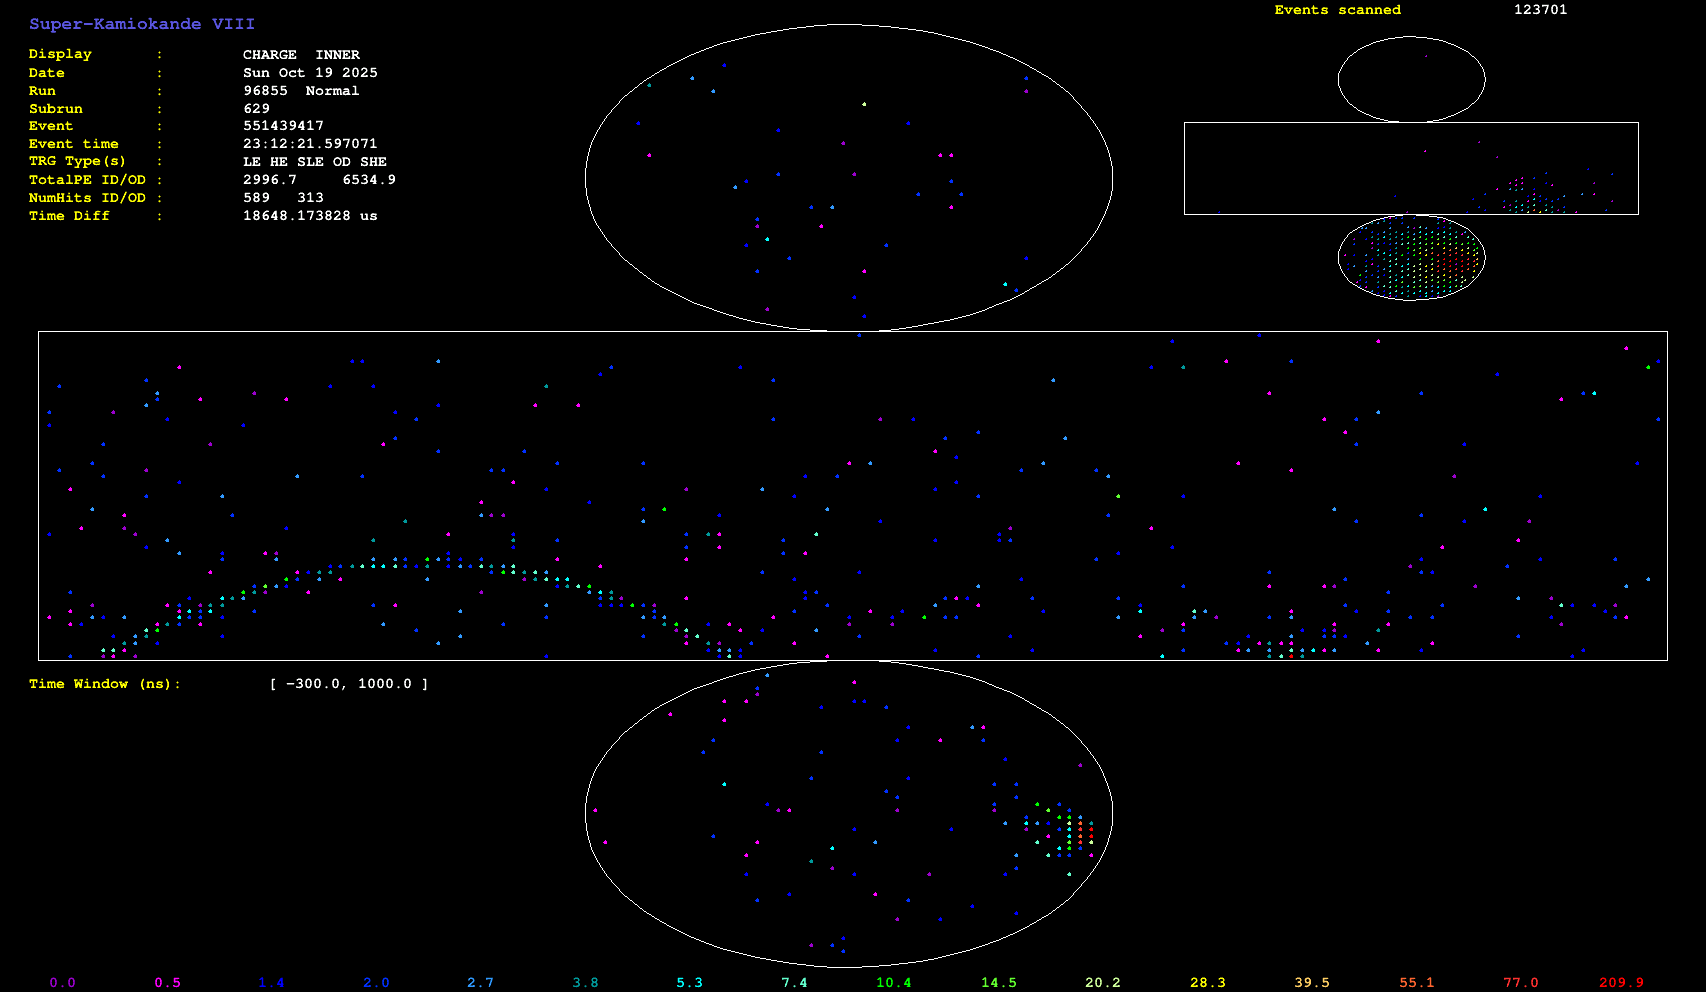 Super-Kamiokande VIII
Events scanned 123701
Display : CHARGE INNER
Date : Sun Oct 19 2025
Run : 96855 Normal
Subrun : 629
Event : 551439417
Event time : 23:12:21.597071
TRG Type(s) : LE HE SLE OD SHE
TotalPE ID/OD : 2996.7 6534.9
NumHits ID/OD : 589 313
Time Diff : 18648.173828 us
Time Window (ns): [ -300.0, 1000.0 ]
0.0 0.5 1.4 2.0 2.7 3.8 5.3 7.4 10.4 14.5 20.2 28.3 39.5 55.1 77.0 209.9